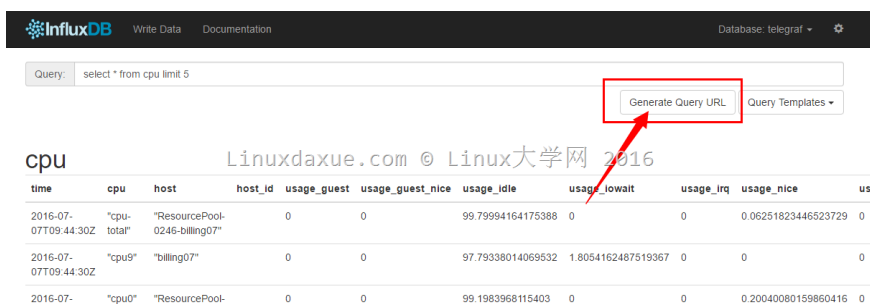 InfluxDB Write Data Documentation Database: telegraf
Query: select * from cpu limit 5
Generate Query URL Query Templates
cpu
Linuxdaxue.com © Linux大学网 2016
time cpu host host_id usage_guest usage_guest_nice usage_idle usage_iowait usage_irq usage_nice us
2016-07- "cpu- "ResourcePool- 0 0 99.79994164175388 0 0 0.06251823446523729 0
07T09:44:30Z total" 0246-billing07"
2016-07- "cpu9" "billing07" 0 0 97.79338014069532 1.8054162487519367 0 0 0
07T09:44:30Z
2016-07- "cpu0" "ResourcePool- 0 0 99.1983968115403 0 0 0.20040080159860416 0